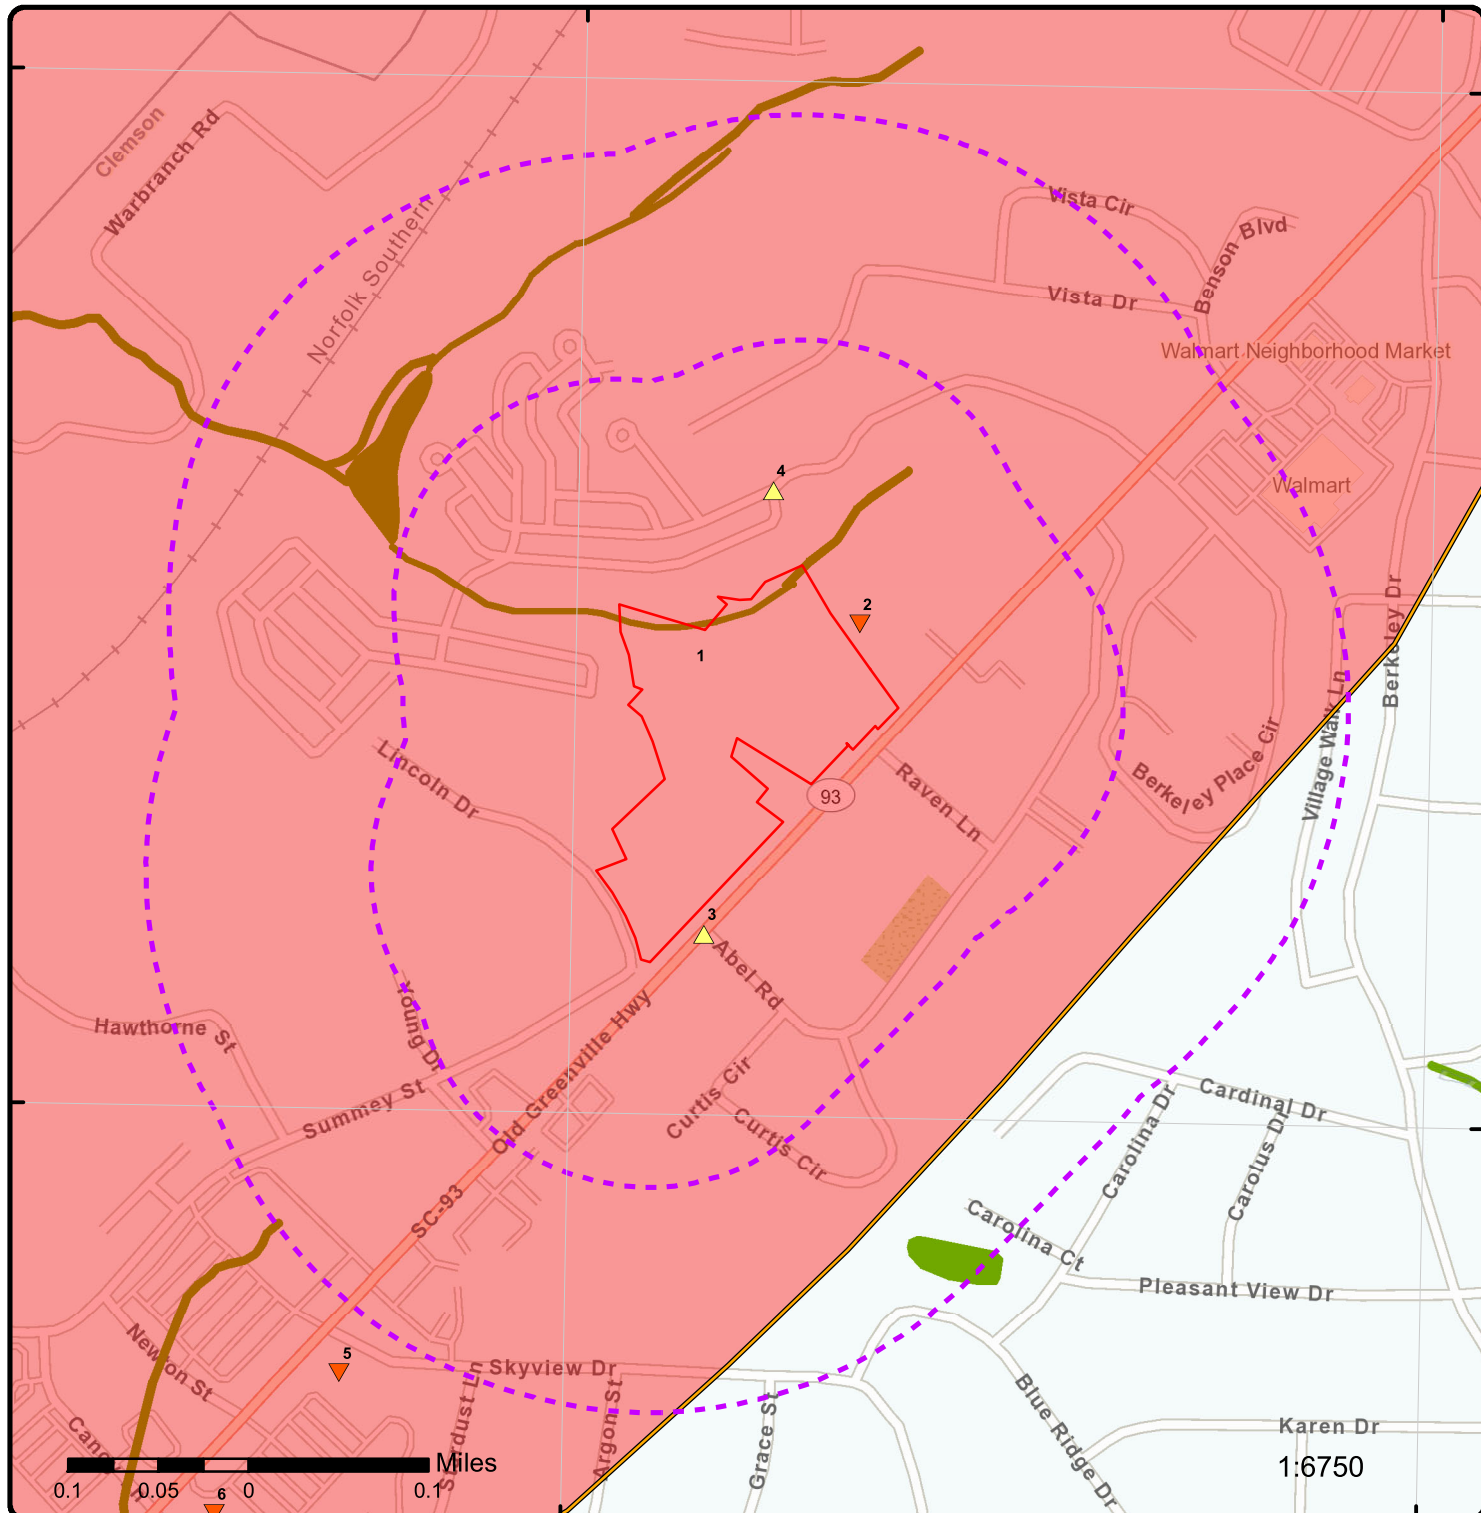 Clemson
Warbranch Rd
Norfolk Southern
Vista Cir
Benson Blvd
Vista Dr
Walmart Neighborhood Market
4
Walmart
2
1
Berkeley Dr
Lincoln Dr
93
Raven Ln
Berkeley Place Cir
Village Walk Ln
3
Abel Rd
Young Dr
Hawthorne St
Summey St
Old Greenville Hwy
Curtis Cir
Curtis Cir
Cardinal Dr
Carolina Dr
Carolus Dr
SC-93
Carolina Ct
Pleasant View Dr
Newton St
5
Skyview Dr
Stardust Ln
Argon St
Grace St
Blue Ridge Dr
Karen Dr
Miles
1:6750
0.1 0.05 0 0.1
6